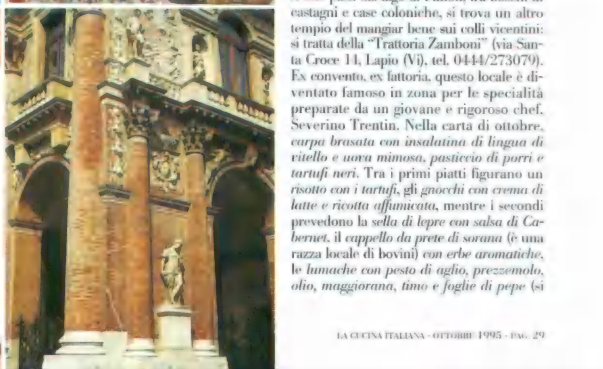 castagni e case coloniche, si trova un altro
tempio del mangiar bene sui colli vicentini:
si tratta della “Trattoria Zamboni” (via San-
ta Croce 14, Lapio (Vi), tel. 0444/273079).
Ex convento, ex fattoria, questo locale è di-
ventato famoso in zona per le specialità
preparate da un giovane e rigoroso chef,
Severino Trentin. Nella carta di ottobre,
carpa brasata con insalatina di lingua di
vitello e uova mimosa, pasticcio di porri e
tartufi neri. Tra i primi piatti figurano un
risotto con i tartufi, gli gnocchi con crema di
latte e ricotta affumicata, mentre i secondi
prevedono la sella di lepre con salsa di Ca-
bernet, il cappello da prete di sorana (è una
razza locale di bovini) con erbe aromatiche,
le lumache con pesto di aglio, prezzemolo,
olio, maggiorana, timo e foglie di pepe (si
LA CUCINA ITALIANA - OTTOBRE 1995 - PAG. 29